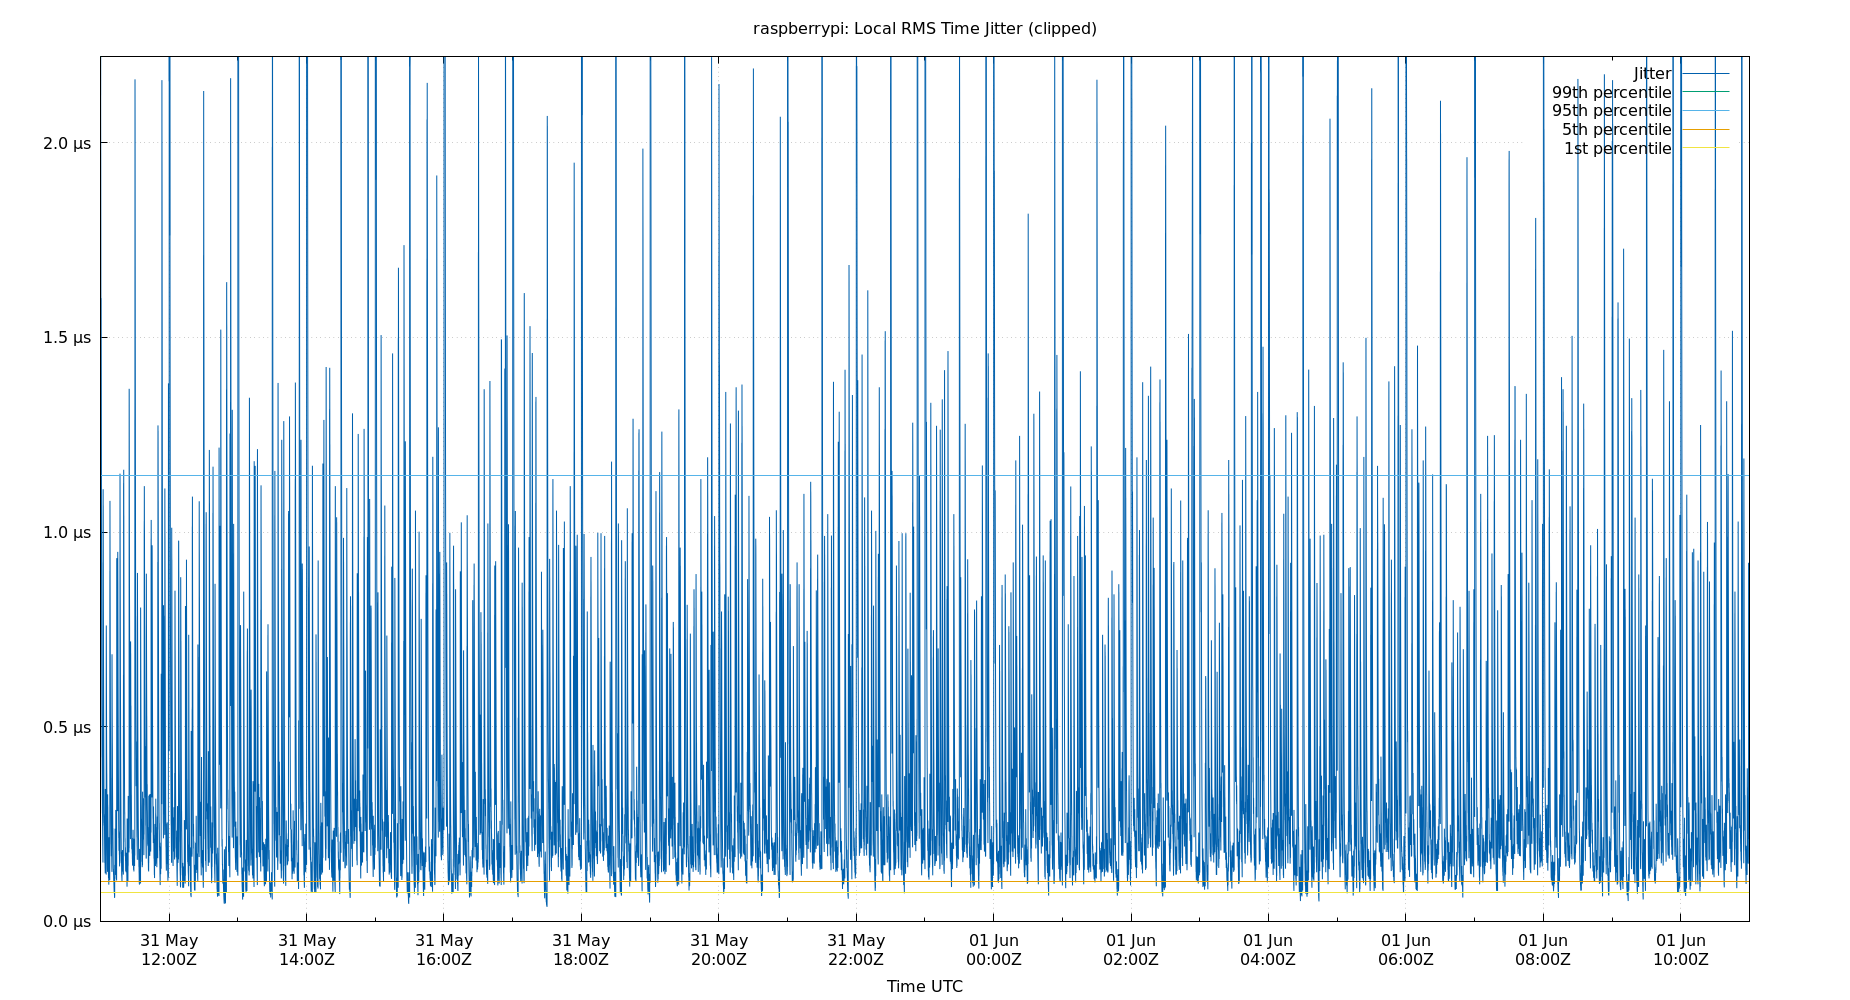 raspberrypi: Local RMS Time Jitter (clipped)
Jitter
99th percentile
95th percentile
5th percentile
1st percentile
2.0 µs
1.5 µs
1.0 µs
0.5 µs
0.0 µs
31 May 31 May 31 May 31 May 31 May 31 May 01 Jun 01 Jun 01 Jun 01 Jun 01 Jun 01 Jun
12:00Z 14:00Z 16:00Z 18:00Z 20:00Z 22:00Z 00:00Z 02:00Z 04:00Z 06:00Z 08:00Z 10:00Z
Time UTC